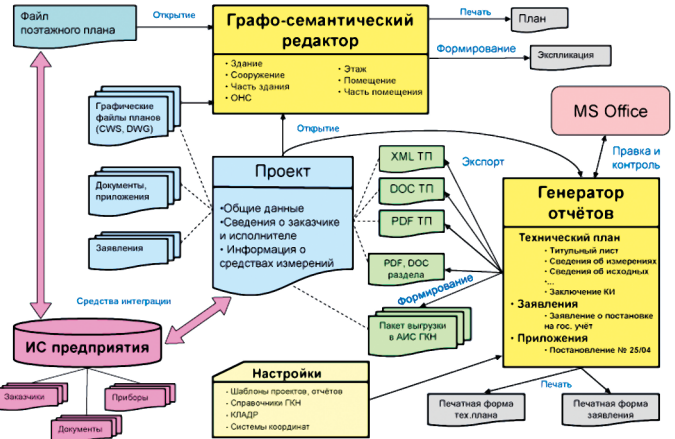 Файл
поэтажного плана
Открытие
Графо-семантический
редактор
• Здание
• Сооружение
• Часть здания
• ОНС
• Этаж
• Помещение
• Часть помещения
Печать
План
Формирование
Экспликация
Графические
файлы планов
(CWS, DWG)
Документы,
приложения
Заявления
Открытие
Проект
•Общие данные
•Сведения о заказчике
и исполнителе
• Информация о
средствах измерений
XML ТП
DOC ТП
PDF ТП
PDF, DOC
раздела
Экспорт
Формирование
Пакет выгрузки
в АИС ГКН
MS Office
Правка и
контроль
Генератор
отчётов
Технический план
• Титульный лист
• Сведения об измерениях
• Сведения об исходных
•...
• Заключение КИ
• Заявления
• Заявление о постановке
на гос. учёт
• Приложения
• Постановление № 25/04
Средства интеграции
ИС предприятия
Заказчики
Приборы
Документы
Настройки
- Шаблоны проектов, отчётов
- Справочники ГКН
- КЛАДР
- Системы координат
Печать
Печатная форма
тех.плана
Печатная форма
заявления